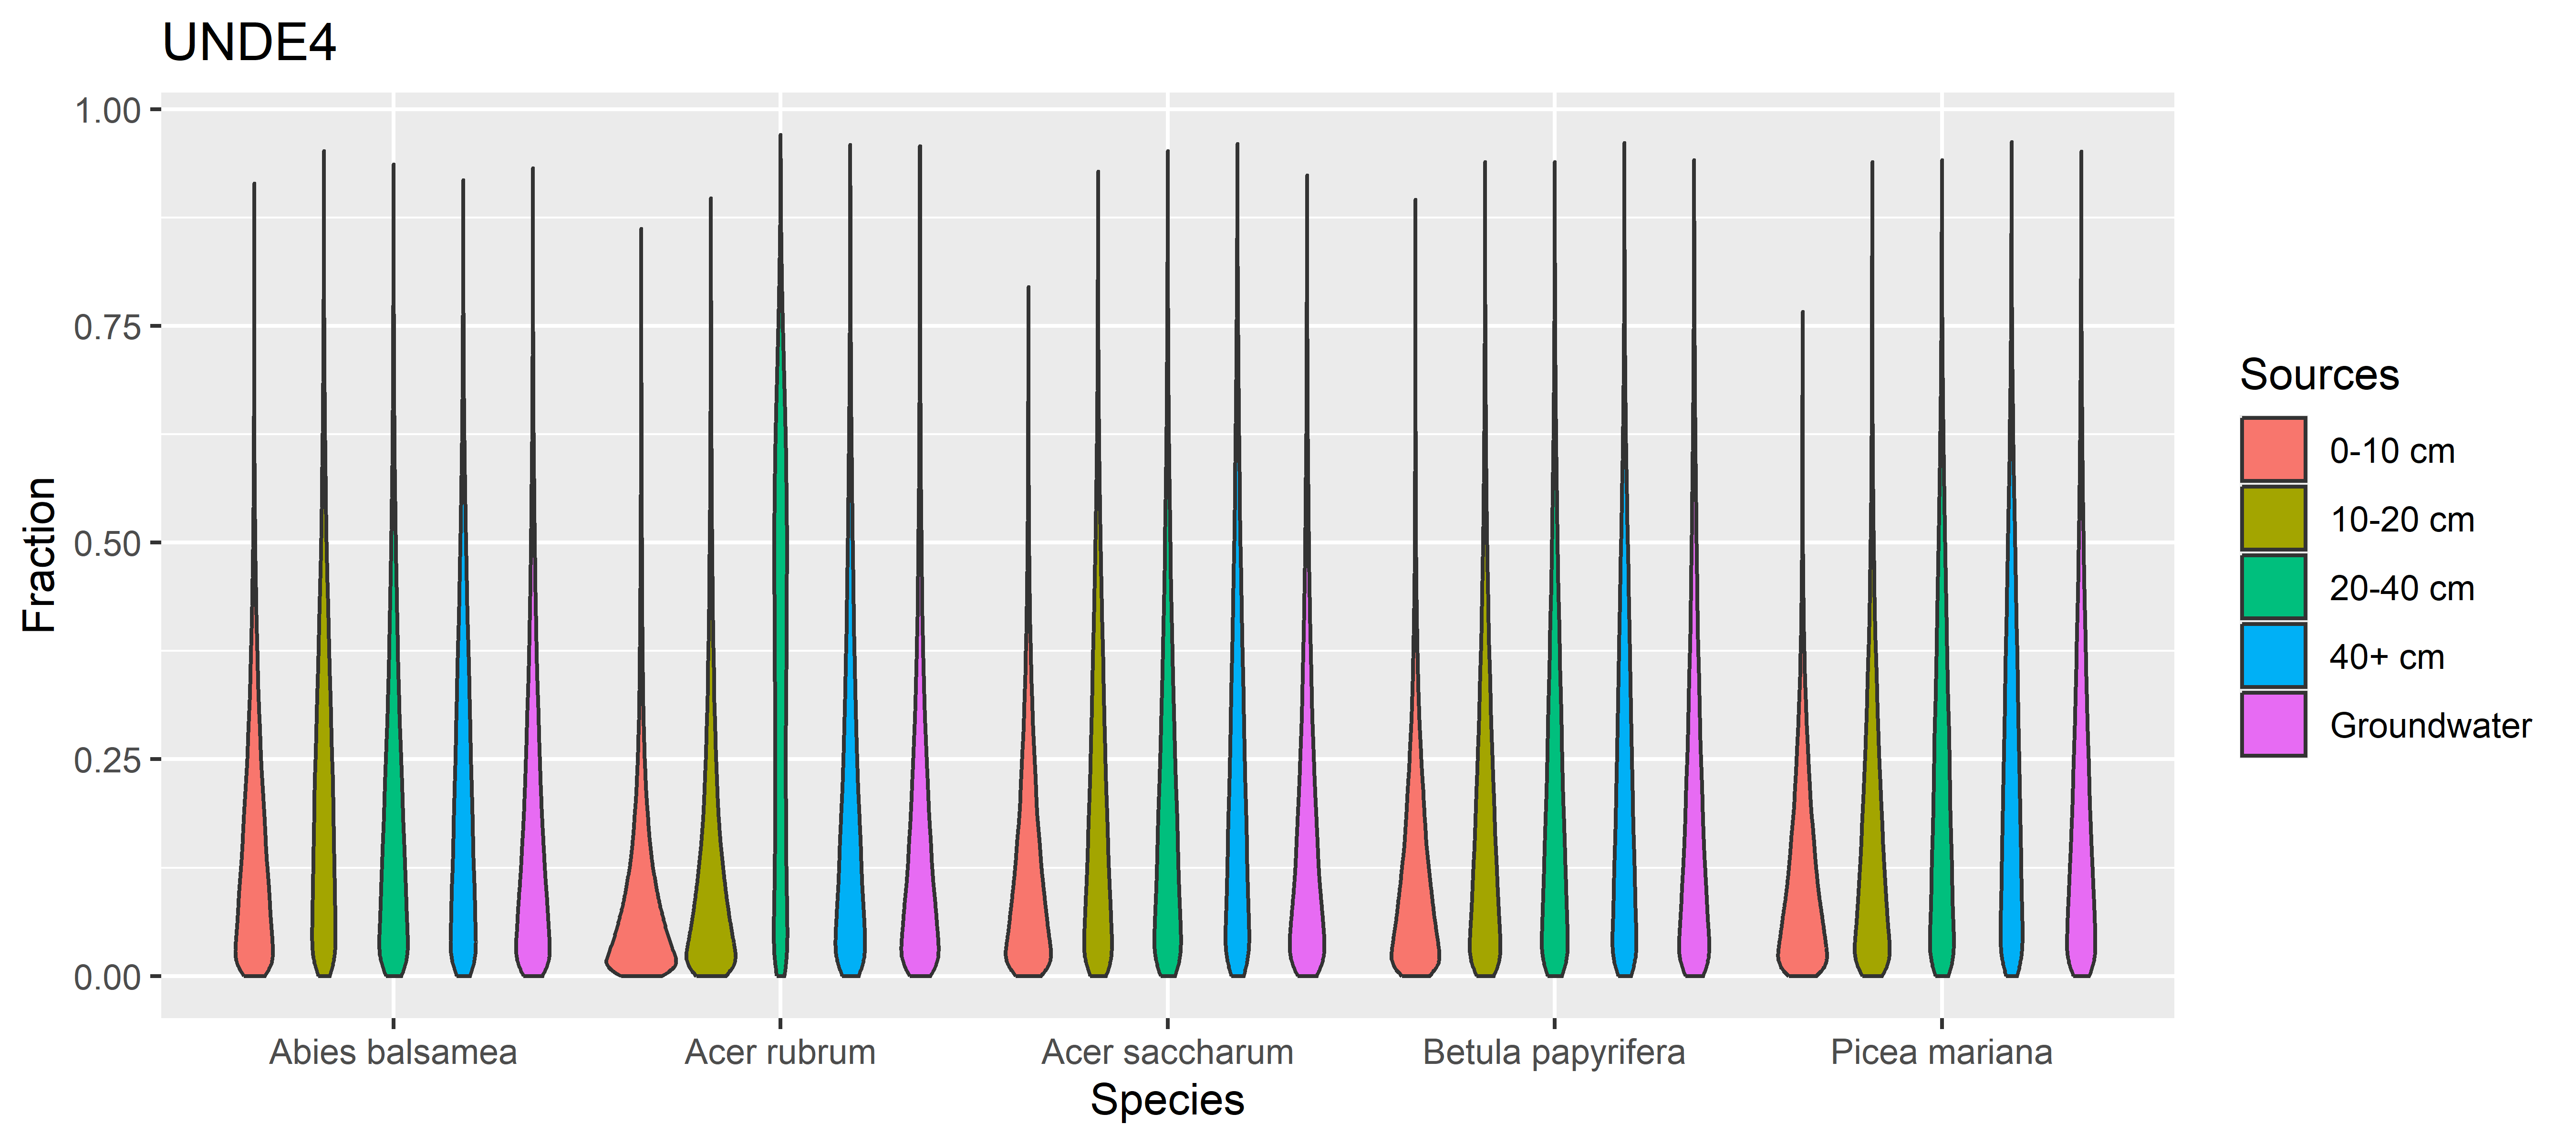 UNDE4
1.00
0.75
0.50
0.25
0.00
Fraction
Abies balsamea
Acer rubrum
Acer saccharum
Betula papyrifera
Picea mariana
Species
Sources
0-10 cm
10-20 cm
20-40 cm
40+ cm
Groundwater